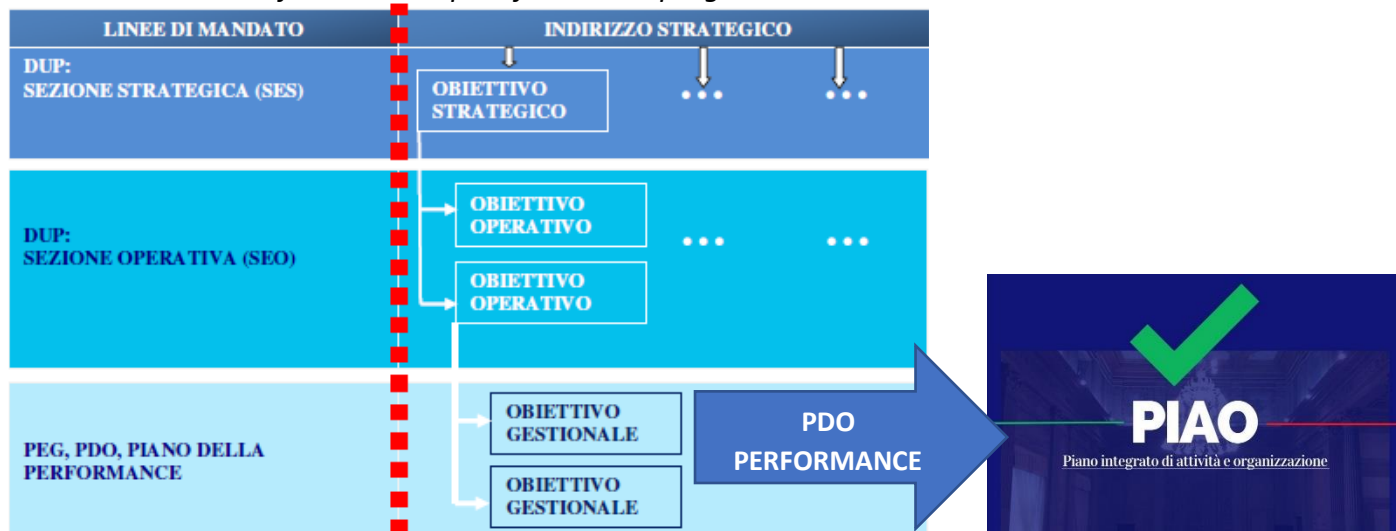 LINEE DI MANDATO
INDIRIZZO STRATEGICO
DUP:
SEZIONE STRATEGICA (SES)
OBIETTIVO
STRATEGICO
...
...
DUP:
SEZIONE OPERATIVA (SEO)
OBIETTIVO
OPERATIVO
...
...
OBIETTIVO
OPERATIVO
PEG, PDO, PIANO DELLA
PERFORMANCE
OBIETTIVO
GESTIONALE
OBIETTIVO
GESTIONALE
PDO
PERFORMANCE
PIAO
Piano integrato di attività e organizzazione